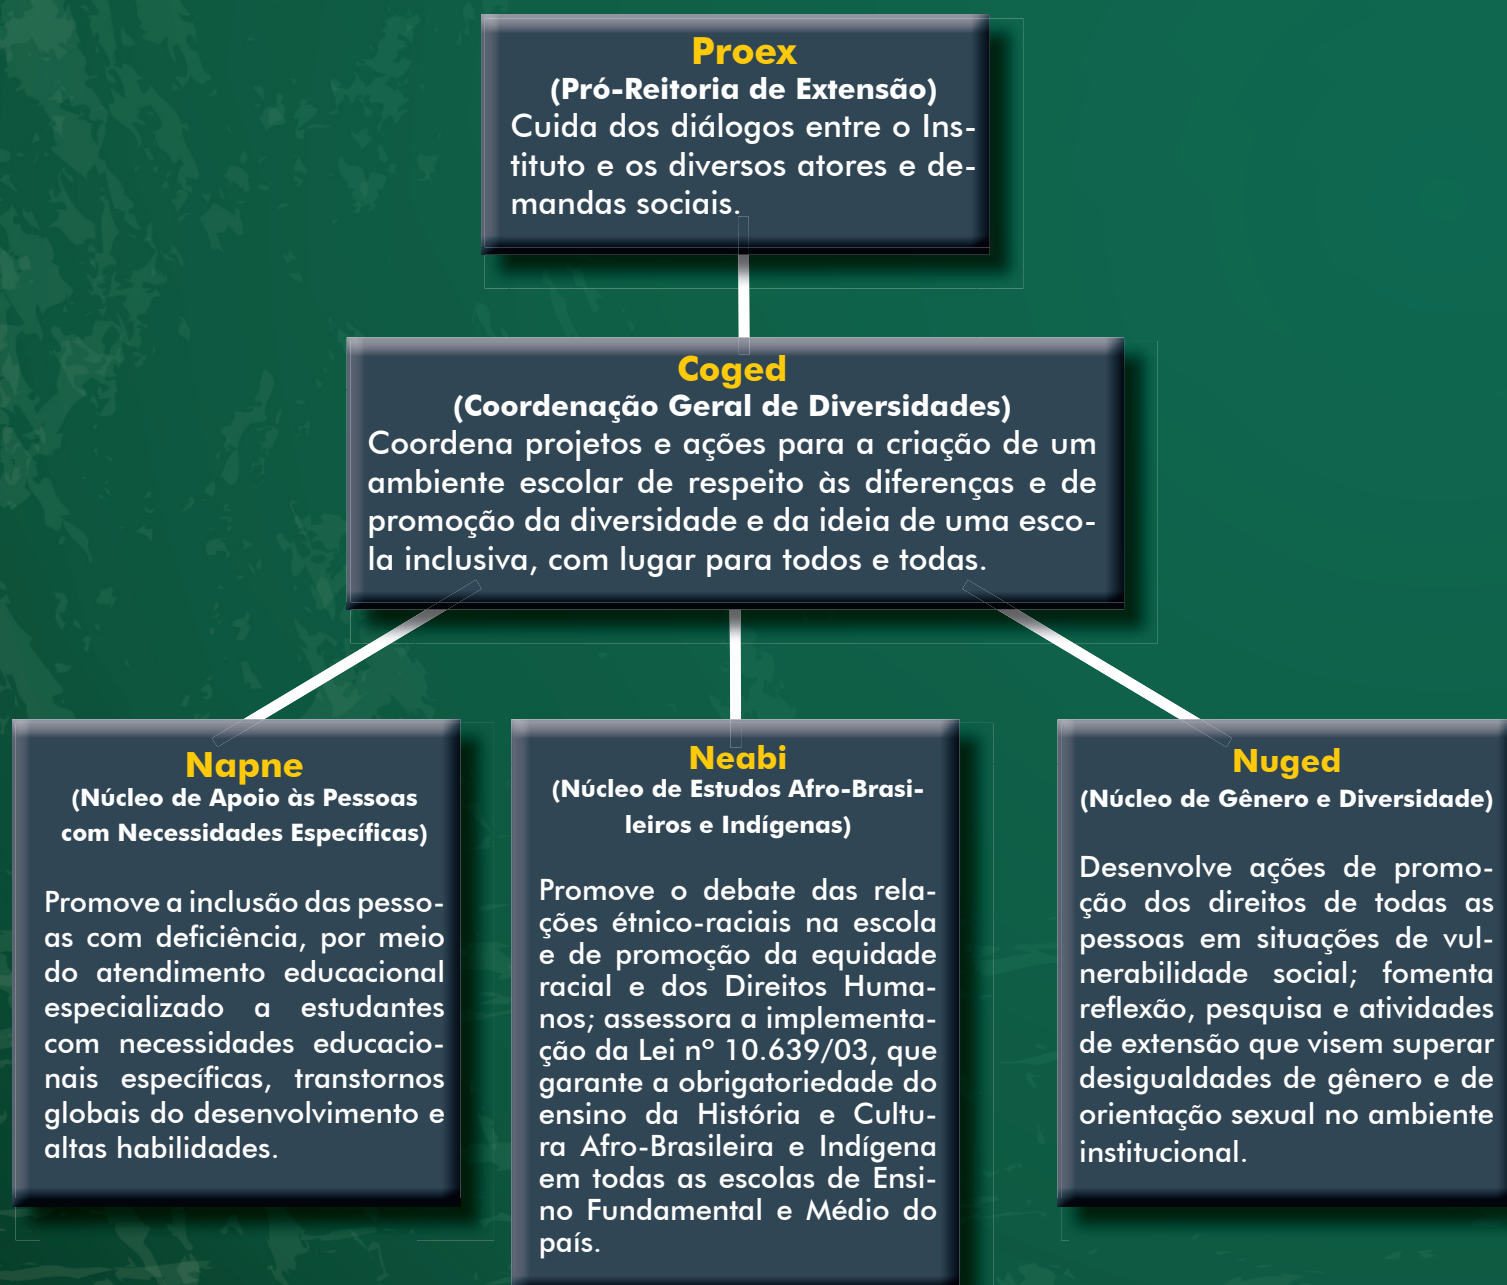 Proex
(Pró-Reitoria de Extensão)
Cuida dos diálogos entre o Ins-
tituto e os diversos atores e de-
mandas sociais.
Coged
(Coordenação Geral de Diversidades)
Coordena projetos e ações para a criação de um
ambiente escolar de respeito às diferenças e de
promoção da diversidade e da ideia de uma esco-
la inclusiva, com lugar para todos e todas.
Napne
(Núcleo de Apoio às Pessoas
com Necessidades Específicas)
Promove a inclusão das pesso-
as com deficiência, por meio
do atendimento educacional
especializado a estudantes
com necessidades educacio-
nais específicas, transtornos
globais do desenvolvimento e
altas habilidades.
Neabi
(Núcleo de Estudos Afro-Brasi-
leiros e Indígenas)
Promove o debate das rela-
ções étnico-raciais na escola
e de promoção da equidade
racial e dos Direitos Huma-
nos; assessora a implementa-
ção da Lei nº 10.639/03, que
garante a obrigatoriedade do
ensino da História e Cultu-
ra Afro-Brasileira e Indígena
em todas as escolas de Ensi-
no Fundamental e Médio do
país.
Nuged
(Núcleo de Gênero e Diversidade)
Desenvolve ações de promo-
ção dos direitos de todas as
pessoas em situações de vul-
nerabilidade social; fomenta
reflexão, pesquisa e atividades
de extensão que visem superar
desigualdades de gênero e de
orientação sexual no ambiente
institucional.